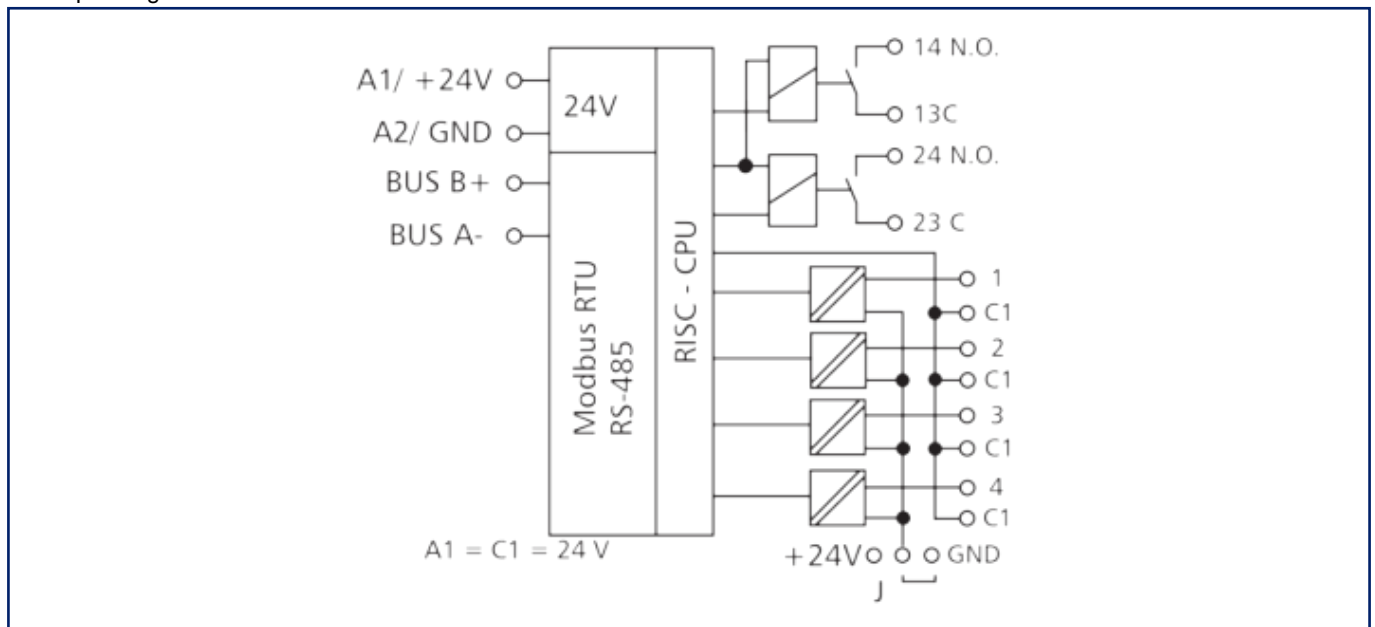 A1/ +24V
A2/ GND
BUS B+
BUS A-
24V
Modbus RTU
RS-485
RISC - CPU
14 N.O.
13C
24 N.O.
23 C
1
C1
2
C1
3
C1
4
C1
+24V
GND
J
A1 = C1 = 24 V